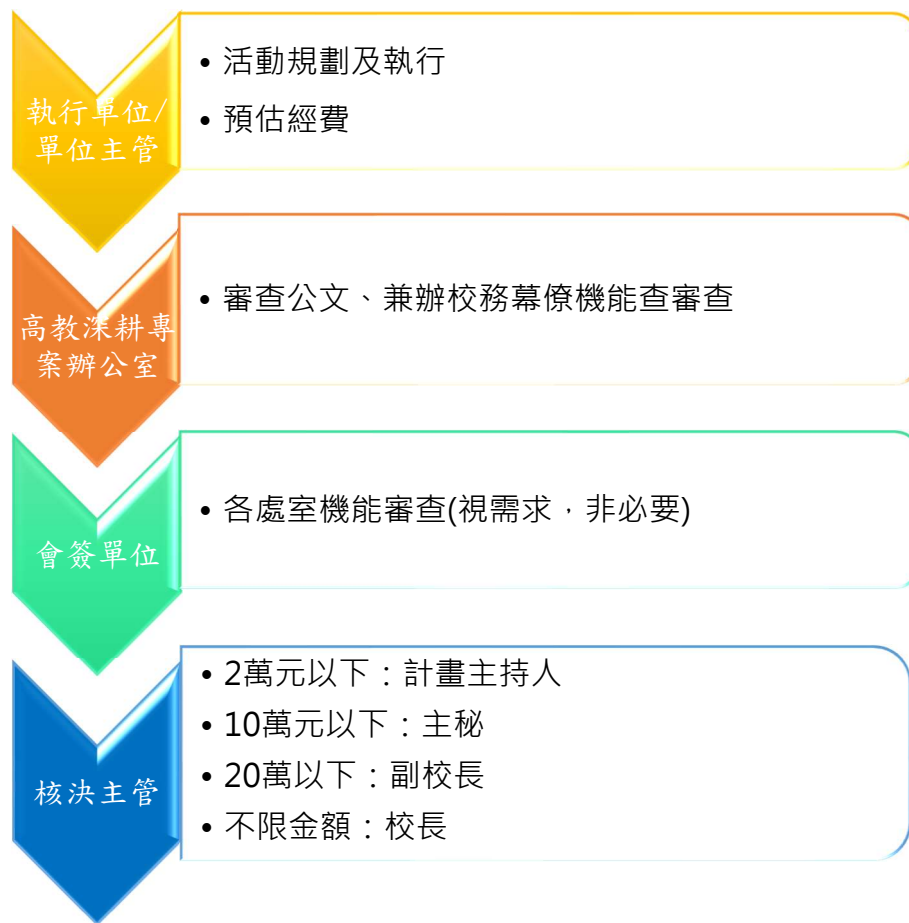 執行單位/
單位主管
• 活動規劃及執行
• 預估經費
高教深耕專
案辦公室
• 審查公文、兼辦校務幕僚機能查審查
會簽單位
• 各處室機能審查(視需求，非必要)
核決主管
• 2萬元以下：計畫主持人
• 10萬元以下：主秘
• 20萬以下：副校長
• 不限金額：校長